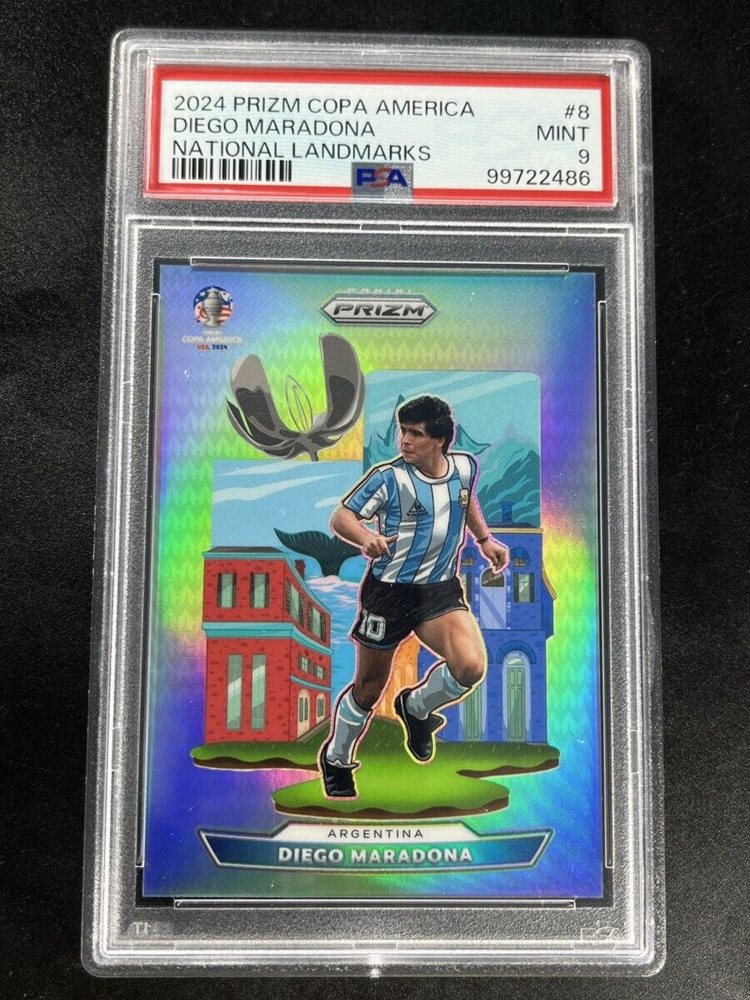 2024 PRIZM COPA AMERICA #8
DIEGO MARADONA MINT
NATIONAL LANDMARKS 9
PSA 99722486
PANINI
PRIZM
COPA AMERICA
USA 2024
10
ARGENTINA
DIEGO MARADONA